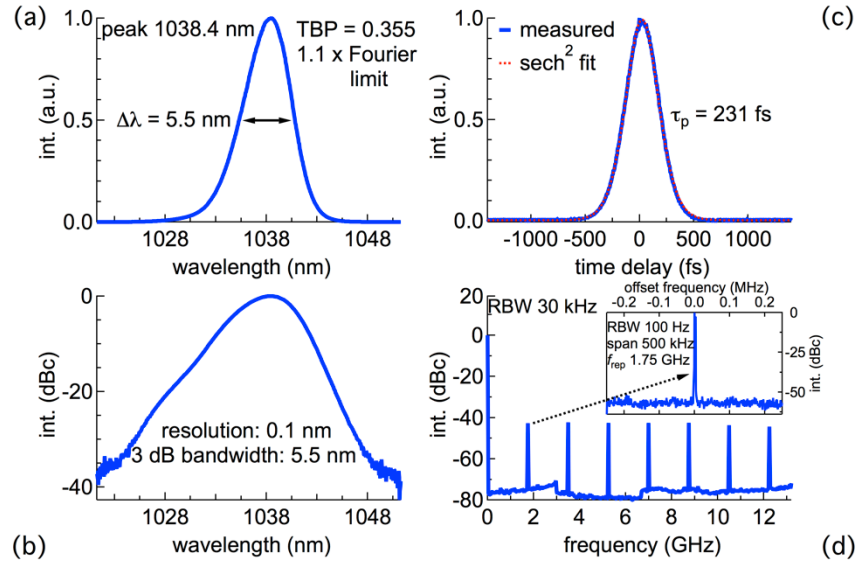 (a)
peak 1038.4 nm
TBP = 0.355
1.1 x Fourier
limit
Δλ = 5.5 nm
int. (a.u.)
1.0
0.5
0.0
1028
1038
1048
wavelength (nm)
(c)
measured
sech² fit
τp = 231 fs
int. (a.u.)
1.0
0.5
0.0
-1000
-500
0
500
1000
time delay (fs)
(b)
int. (dBc)
0
-20
-40
resolution: 0.1 nm
3 dB bandwidth: 5.5 nm
1028
1038
1048
wavelength (nm)
(d)
int. (dBc)
20
0
-20
-40
-60
-80
RBW 30 kHz
offset frequency (MHz)
-0.2
0.0
0.2
RBW 100 Hz
span 500 kHz
frep 1.75 GHz
0
-25
-50
int. (dBc)
0
2
4
6
8
10
12
frequency (GHz)